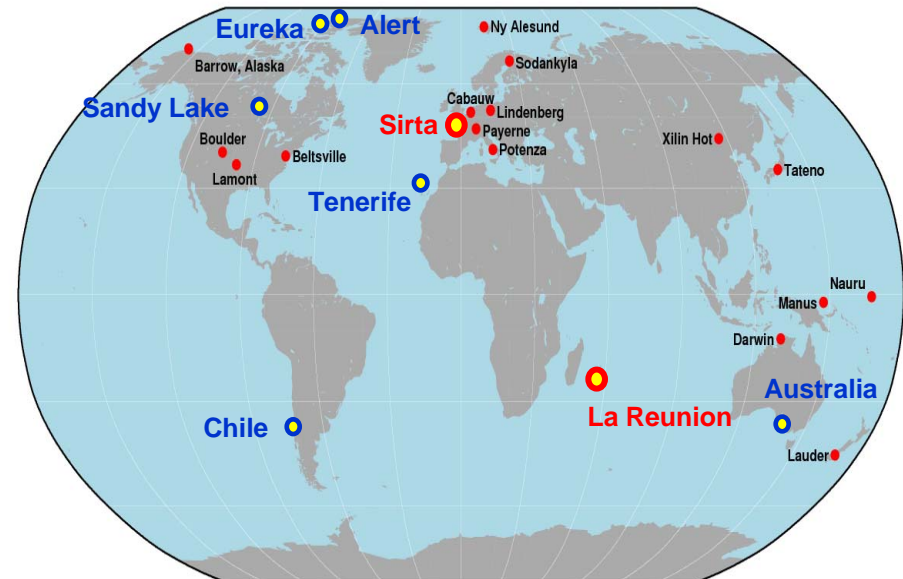 Eureka
Alert
Ny Alesund
Barrow, Alaska
Sodankyla
Sandy Lake
Cabauw
Lindenberg
Sirta
Payerne
Potenza
Xilin Hot
Boulder
Beltsville
Lamont
Tateno
Tenerife
Nauru
Manus
Darwin
Australia
La Reunion
Chile
Lauder